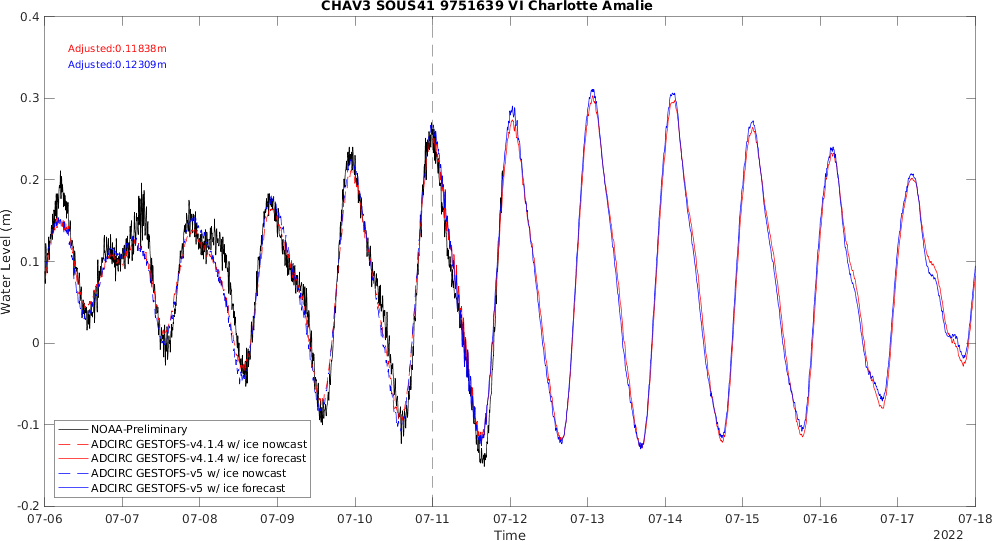 CHAV3 SOUS41 9751639 VI Charlotte Amalie
Adjusted:0.11838m
Adjusted:0.12309m
0.4
0.3
0.2
0.1
0
-0.1
-0.2
Water Level (m)
NOAA-Preliminary
ADCIRC GESTOFS-v4.1.4 w/ ice nowcast
ADCIRC GESTOFS-v4.1.4 w/ ice forecast
ADCIRC GESTOFS-v5 w/ ice nowcast
ADCIRC GESTOFS-v5 w/ ice forecast
07-06 07-07 07-08 07-09 07-10 07-11 07-12 07-13 07-14 07-15 07-16 07-17 07-18
Time
2022